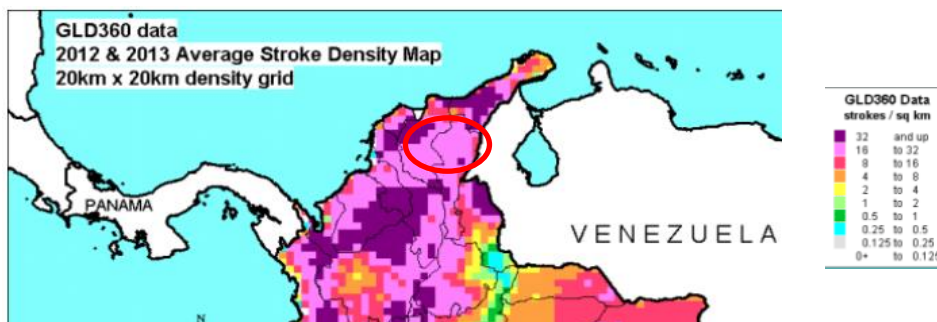 GLD360 data
2012 & 2013 Average Stroke Density Map
20km x 20km density grid
PANAMA
VENEZUELA
N
GLD360 Data
strokes / sq km
32 and up
16 to 32
8 to 16
4 to 8
2 to 4
1 to 2
0.5 to 1
0.25 to 0.5
0.125 to 0.25
0+ to 0.125